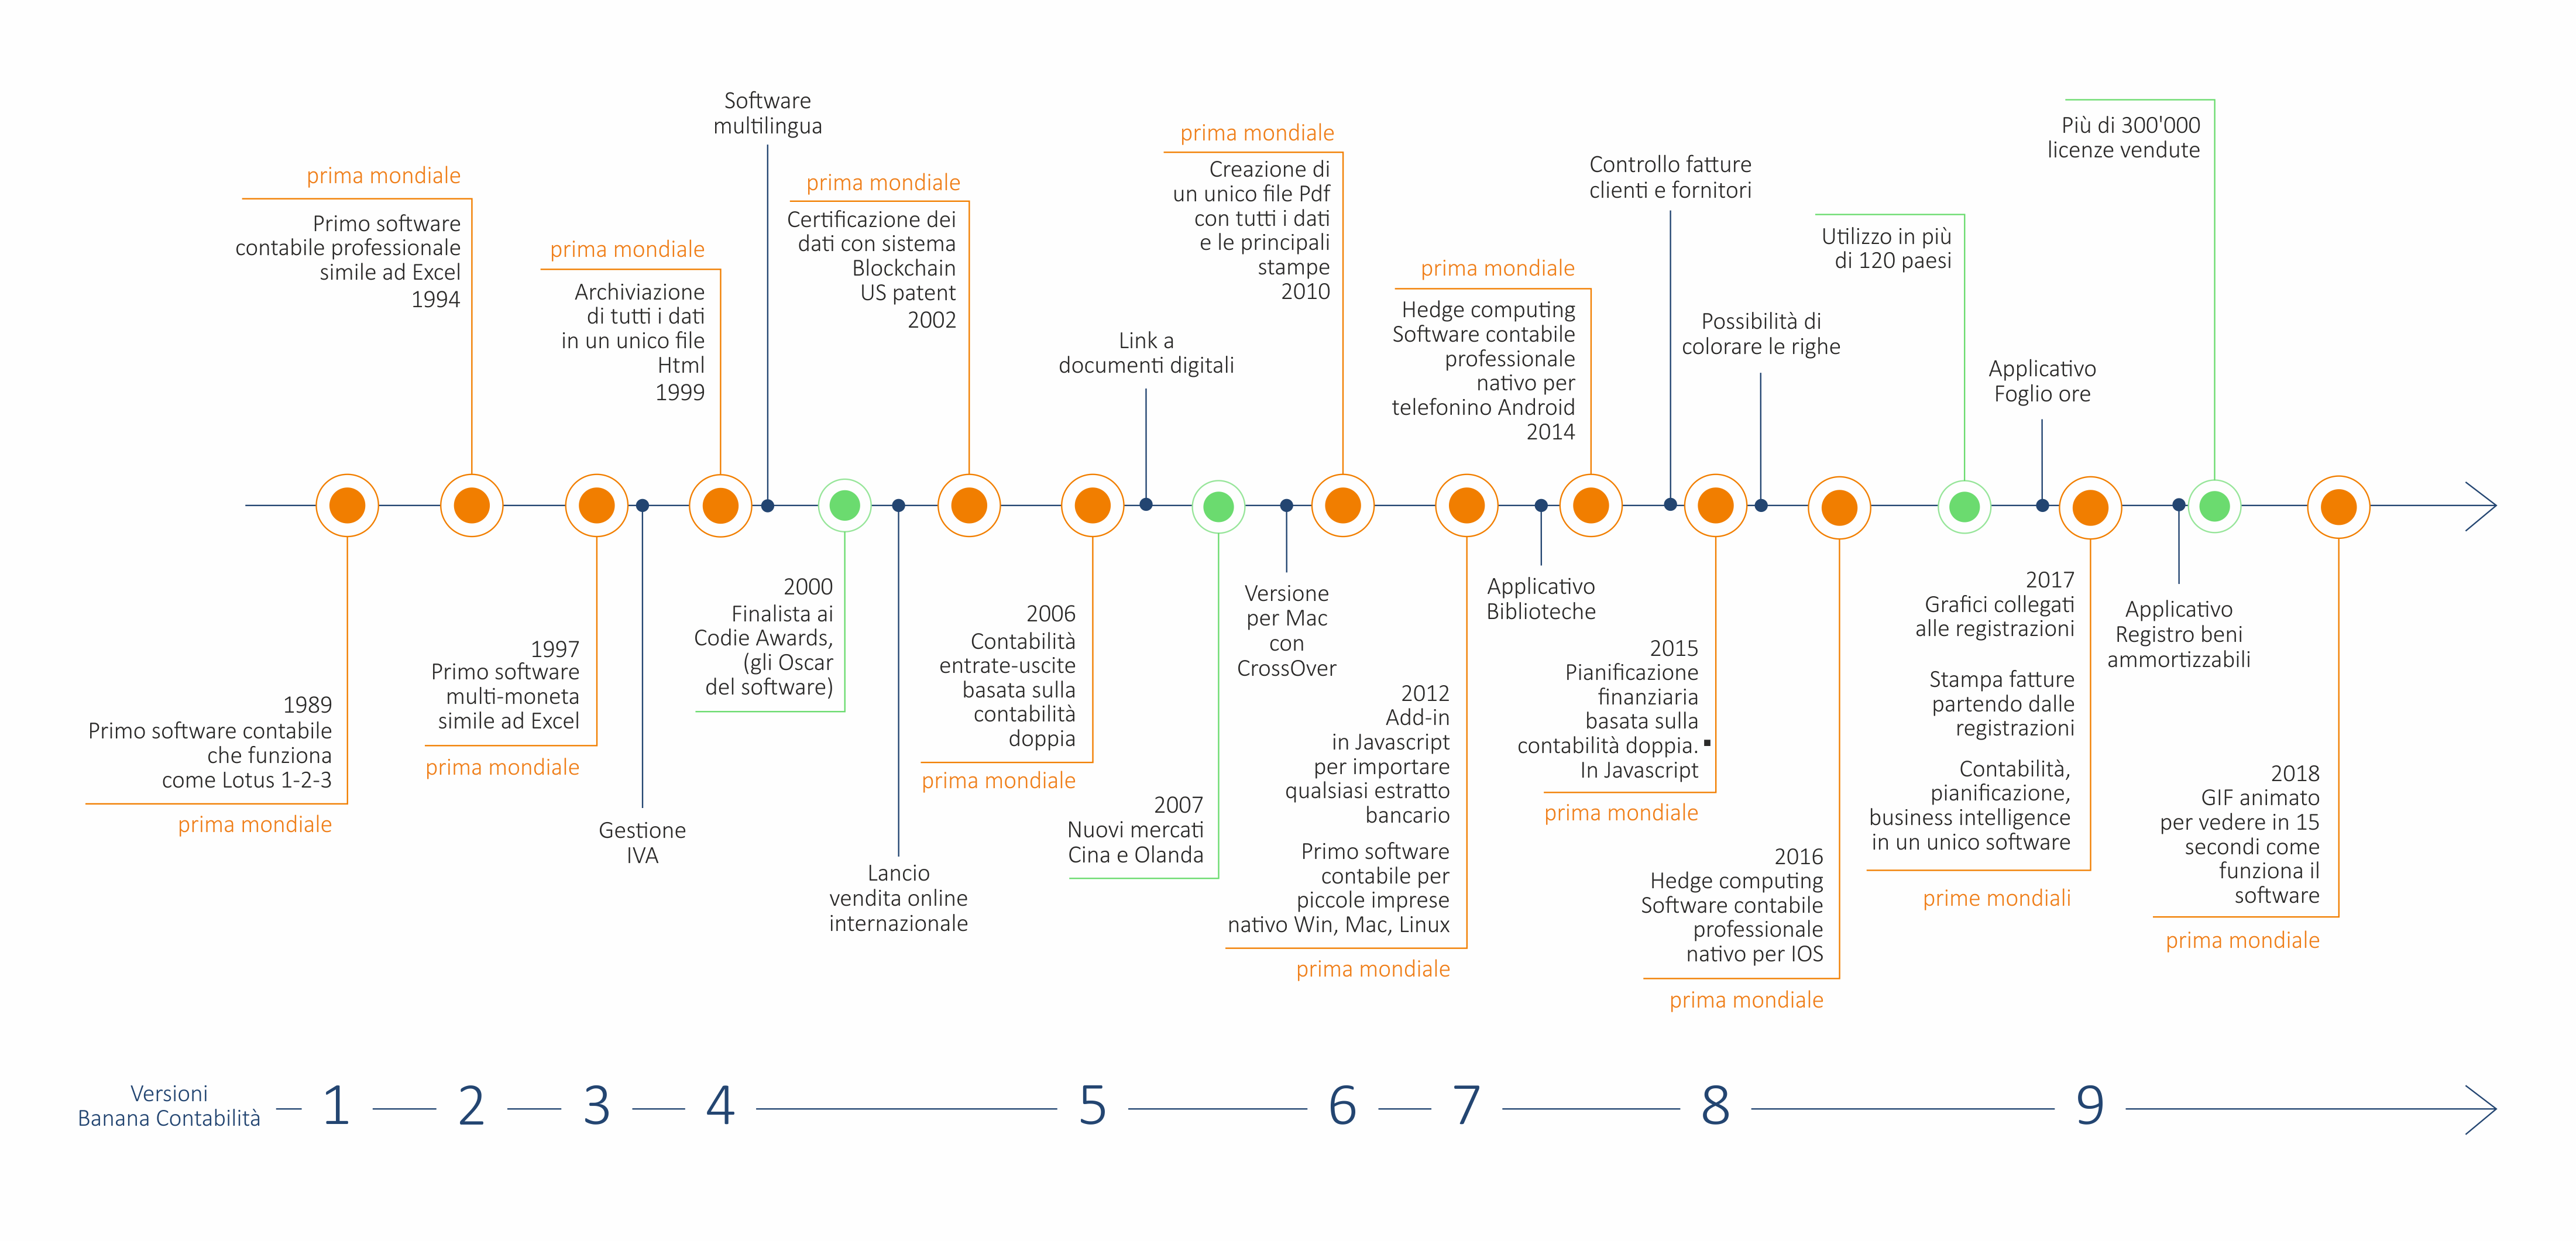 prima mondiale
Primo software
contabile professionale
simile ad Excel
1994
prima mondiale
Archiviazione
di tutti i dati
in un unico file
Html
1999
Software
multilingua
prima mondiale
Certificazione dei
dati con sistema
Blockchain
US patent
2002
Link a
documenti digitali
prima mondiale
Creazione di
un unico file Pdf
con tutti i dati
e le principali
stampe
2010
prima mondiale
Hedge computing
Software contabile
professionale
nativo per
telefonino Android
2014
Controllo fatture
clienti e fornitori
Possibilità di
colorare le righe
Utilizzo in più
di 120 paesi
Applicativo
Foglio ore
Più di 300'000
licenze vendute
1989
Primo software contabile
che funziona
come Lotus 1-2-3
prima mondiale
1997
Primo software
multi-moneta
simile ad Excel
prima mondiale
Gestione
IVA
2000
Finalista ai
Codie Awards,
(gli Oscar
del software)
Lancio
vendita online
internazionale
2006
Contabilità
entrate-uscite
basata sulla
contabilità
doppia
prima mondiale
2007
Nuovi mercati
Cina e Olanda
Versione
per Mac
con
CrossOver
2012
Add-in
in Javascript
per importare
qualsiasi estratto
bancario
Primo software
contabile per
piccole imprese
nativo Win, Mac, Linux
prima mondiale
Applicativo
Biblioteche
2015
Pianificazione
finanziaria
basata sulla
contabilità doppia.
In Javascript
prima mondiale
2016
Hedge computing
Software contabile
professionale
nativo per IOS
prima mondiale
2017
Grafici collegati
alle registrazioni
Stampa fatture
partendo dalle
registrazioni
Contabilità,
pianificazione,
business intelligence
in un unico software
prime mondiali
Applicativo
Registro beni
ammortizzabili
2018
GIF animato
per vedere in 15
secondi come
funziona il
software
prima mondiale
Versioni
Banana Contabilità
1 2 3 4 5 6 7 8 9